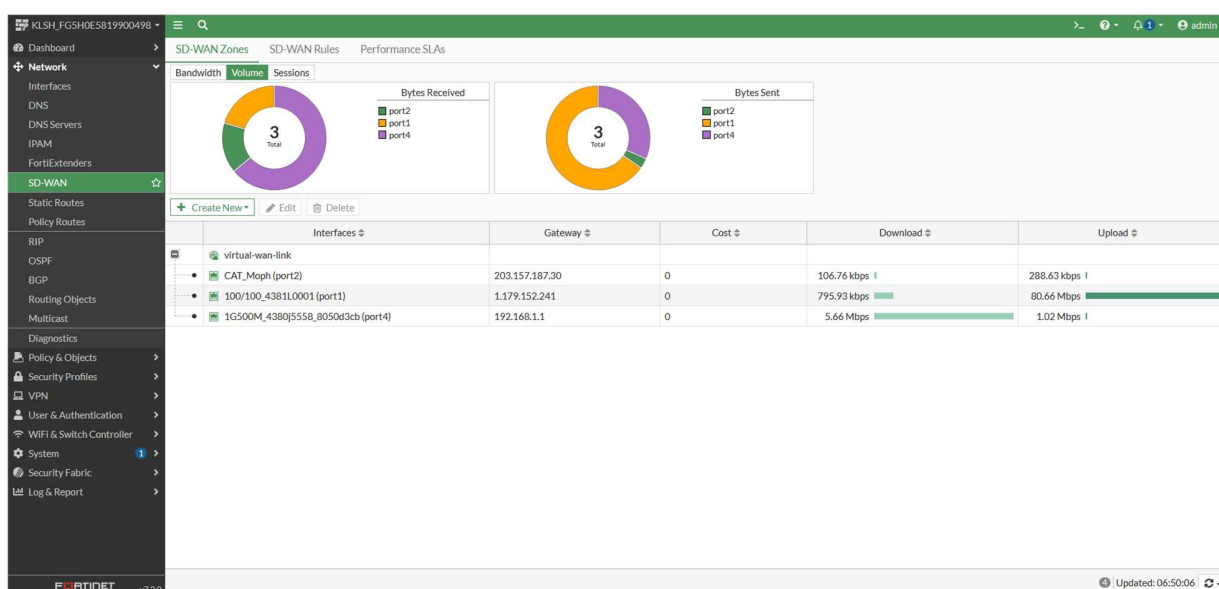 KLSH_FG5H0E5819900498
>_ ? 1 admin
Dashboard
Network
Interfaces
DNS
DNS Servers
IPAM
FortiExtenders
SD-WAN
Static Routes
Policy Routes
RIP
OSPF
BGP
Routing Objects
Multicast
Diagnostics
Policy & Objects
Security Profiles
VPN
User & Authentication
WiFi & Switch Controller
System 1
Security Fabric
Log & Report
FORTINET
SD-WAN Zones SD-WAN Rules Performance SLAs
Bandwidth Volume Sessions
3
Total
Bytes Received
port2
port1
port4
3
Total
Bytes Sent
port2
port1
port4
+ Create New Edit Delete
Interfaces Gateway Cost Download Upload
virtual-wan-link
CAT_Moph (port2) 203.157.187.30 0 106.76 kbps 288.63 kbps
100/100_4381L0001 (port1) 1.179.152.241 0 795.93 kbps 80.66 Mbps
1G500M_4380j5558_8050d3cb (port4) 192.168.1.1 0 5.66 Mbps 1.02 Mbps
4 Updated: 06:50:06